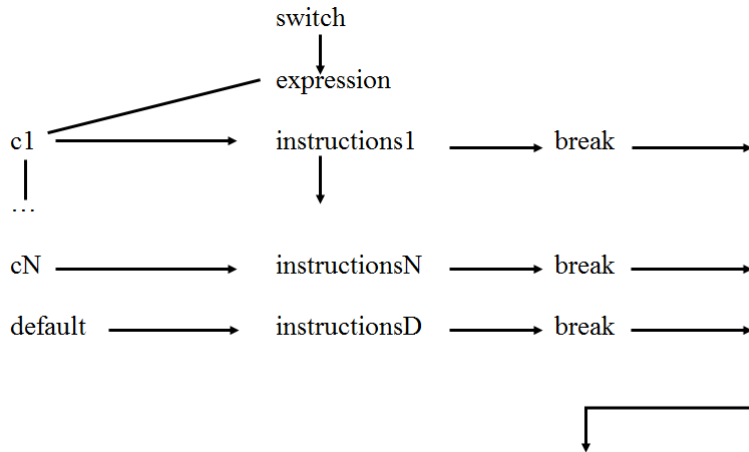 switch
expression
c1 instructions1 break
...
cN instructionsN break
default instructionsD break